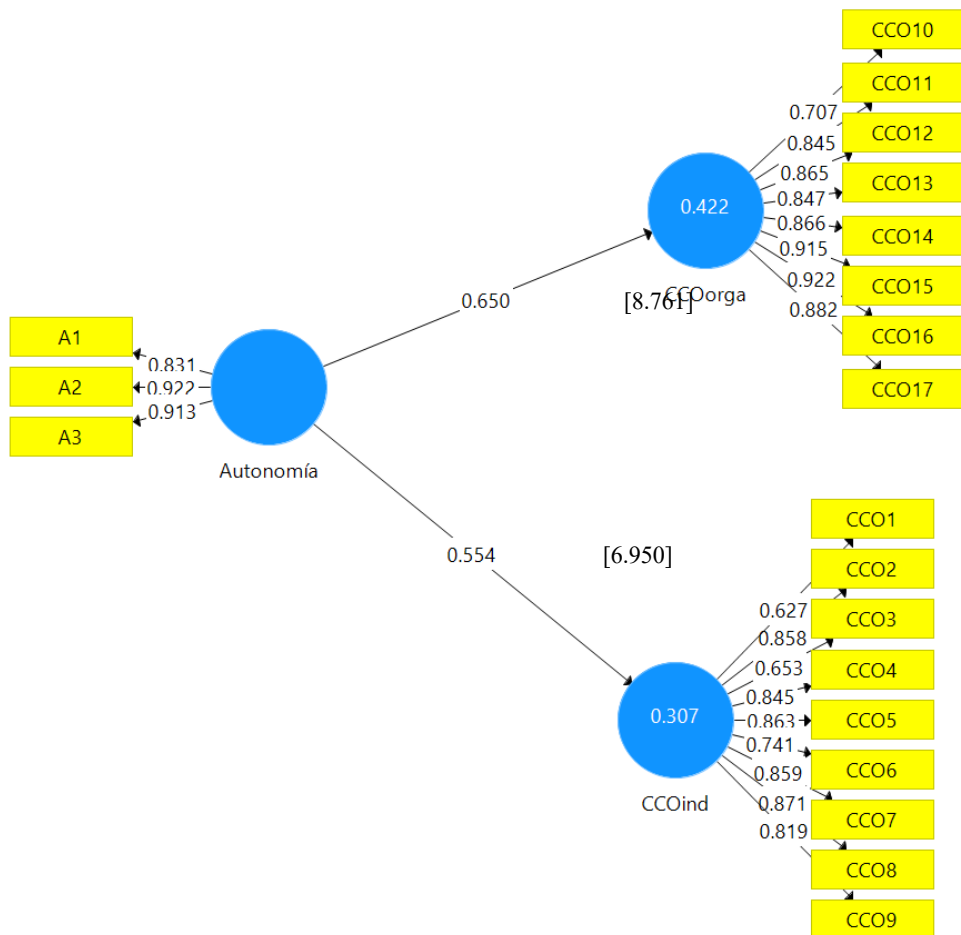 CCO10
CCO11
0.707
CCO12
0.845
0.865
CCO13
0.847
0.422
0.866
CCO14
0.915
0.922
CCO15
CCOorga
[8.761]
0.882
0.650
CCO16
A1
0.831
CCO17
A2
0.922
0.913
A3
Autonomía
CCO1
0.554
[6.950]
CCO2
0.627
CCO3
0.858
0.653
CCO4
0.845
0.307
0.863
CCO5
0.741
CCO6
0.859
CCOind
0.871
CCO7
0.819
CCO8
CCO9